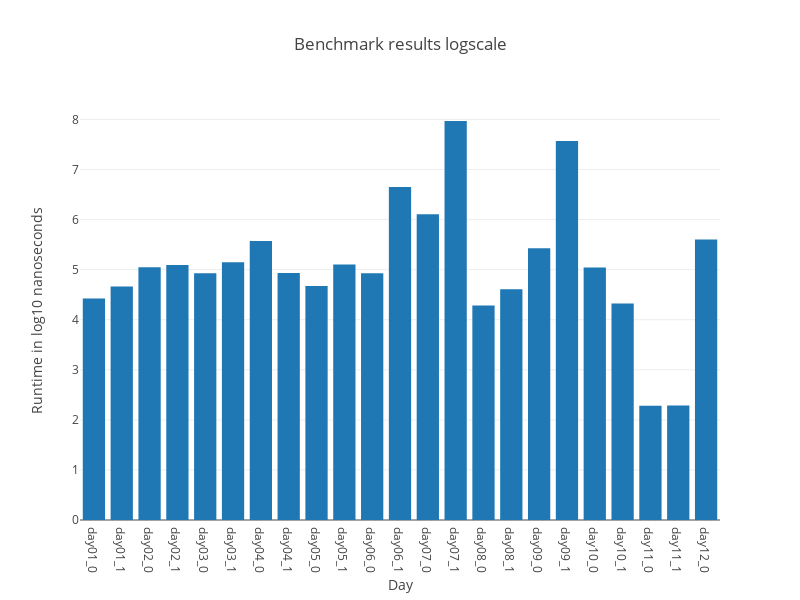 Benchmark results logscale
8
7
6
5
4
3
2
1
0
Runtime in log10 nanoseconds
day01_0
day01_1
day02_0
day02_1
day03_0
day03_1
day04_0
day04_1
day05_0
day05_1
day06_0
day06_1
day07_0
day07_1
day08_0
day08_1
day09_0
day09_1
day10_0
day10_1
day11_0
day11_1
day12_0
Day